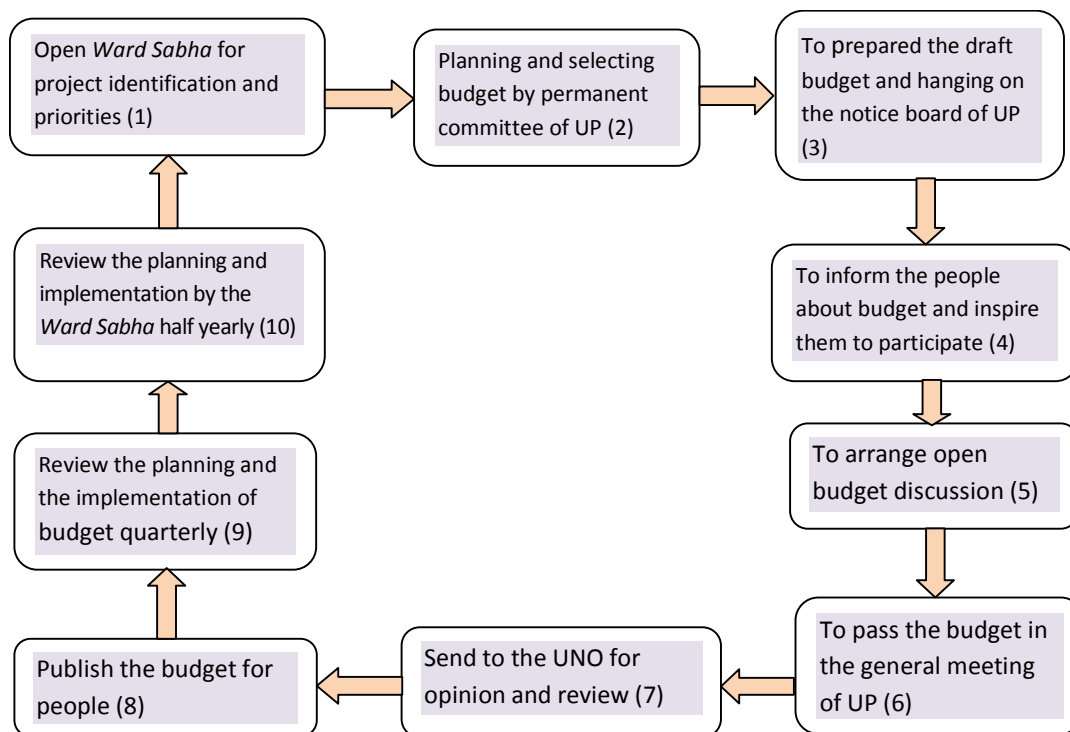 Open Ward Sabha for
project identification and
priorities (1)
Planning and selecting
budget by permanent
committee of UP (2)
To prepared the draft
budget and hanging on
the notice board of UP
(3)
To inform the people
about budget and inspire
them to participate (4)
To arrange open
budget discussion (5)
To pass the budget in
the general meeting
of UP (6)
Send to the UNO for
opinion and review (7)
Publish the budget for
people (8)
Review the planning and
the implementation of
budget quarterly (9)
Review the planning and
implementation by the
Ward Sabha half yearly (10)